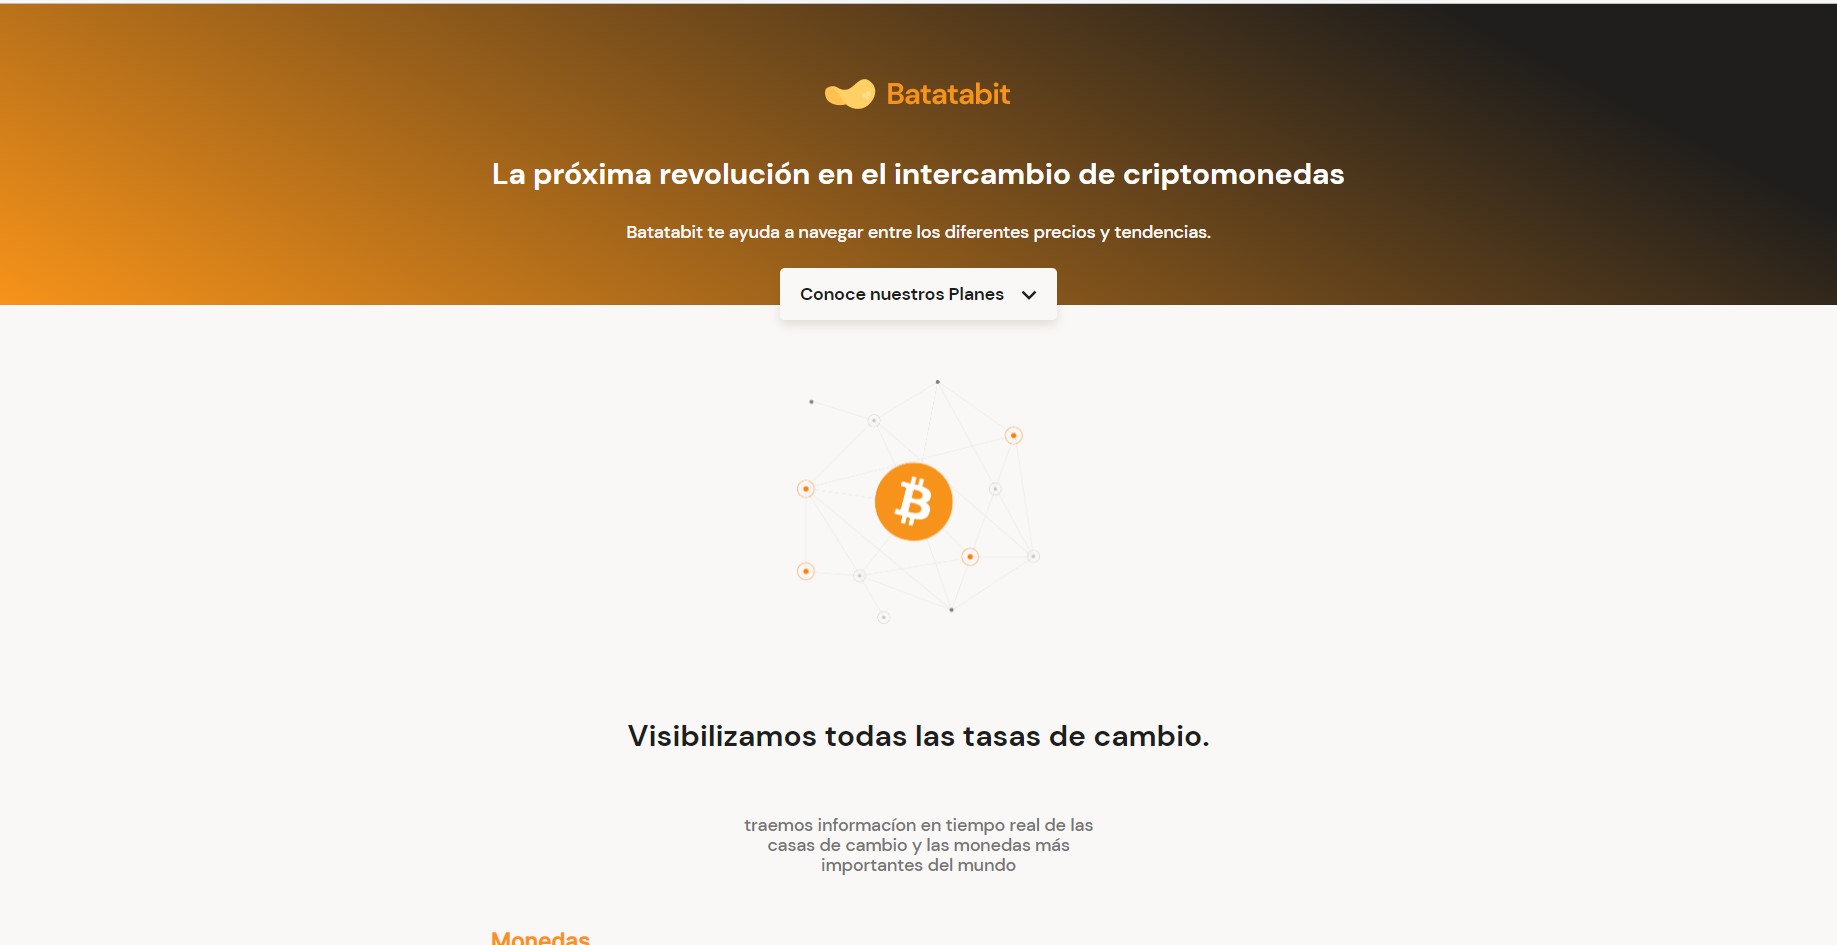 Batatabit
La próxima revolución en el intercambio de criptomonedas
Batatabit te ayuda a navegar entre los diferentes precios y tendencias.
Conoce nuestros Planes
Visibilizamos todas las tasas de cambio.
traemos informacíon en tiempo real de las
casas de cambio y las monedas más
importantes del mundo
Monedas